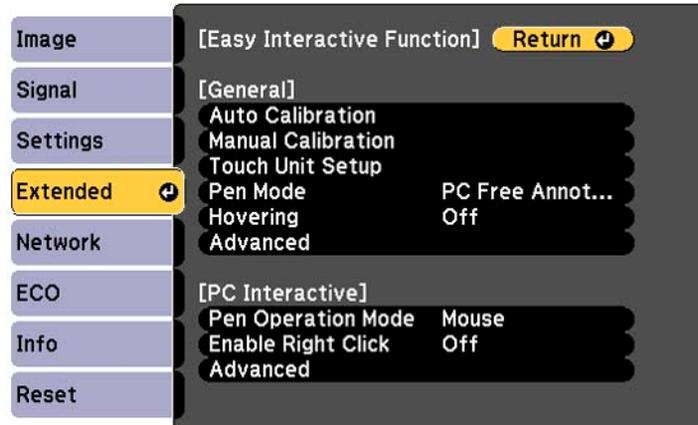 Image
Signal
Settings
Extended
Network
ECO
Info
Reset
[Easy Interactive Function] Return
[General]
Auto Calibration
Manual Calibration
Touch Unit Setup
Pen Mode PC Free Annot...
Hovering Off
Advanced
[PC Interactive]
Pen Operation Mode Mouse
Enable Right Click Off
Advanced